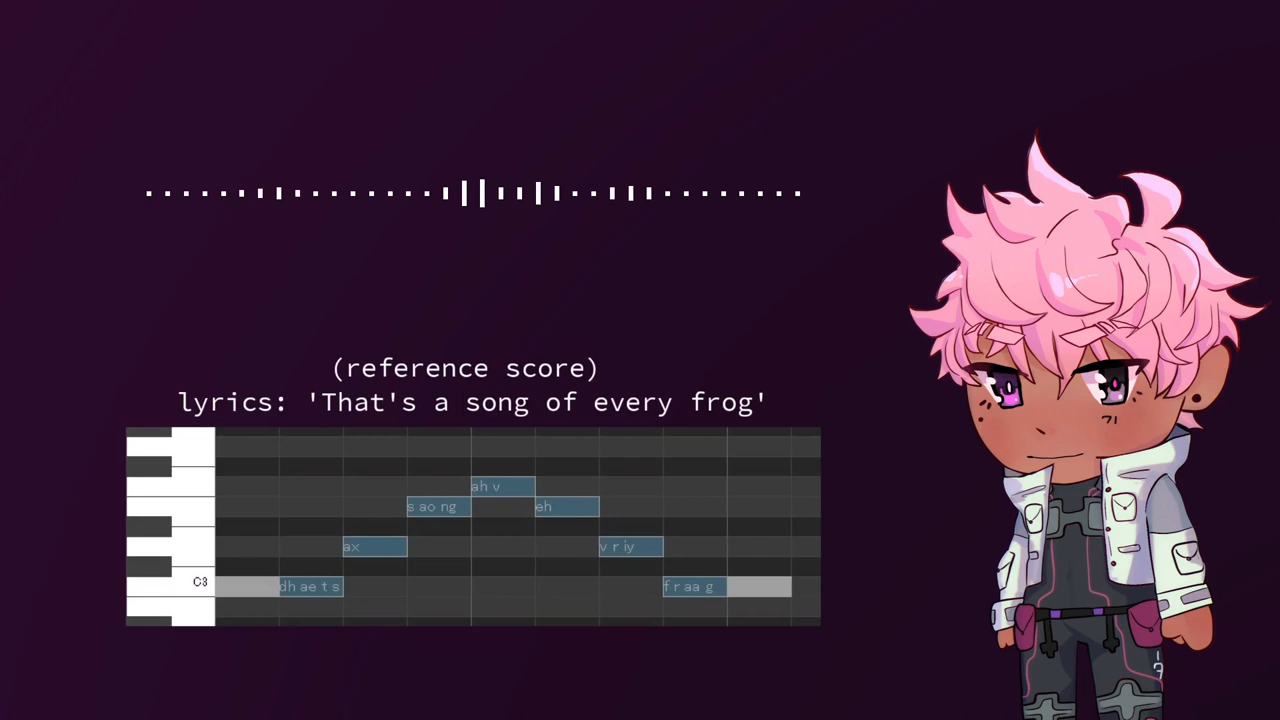 (reference score)
lyrics: 'That's a song of every frog'
ah v
s ao ng
eh
ax
v r iy
C3
dh ae t s
f r aa g